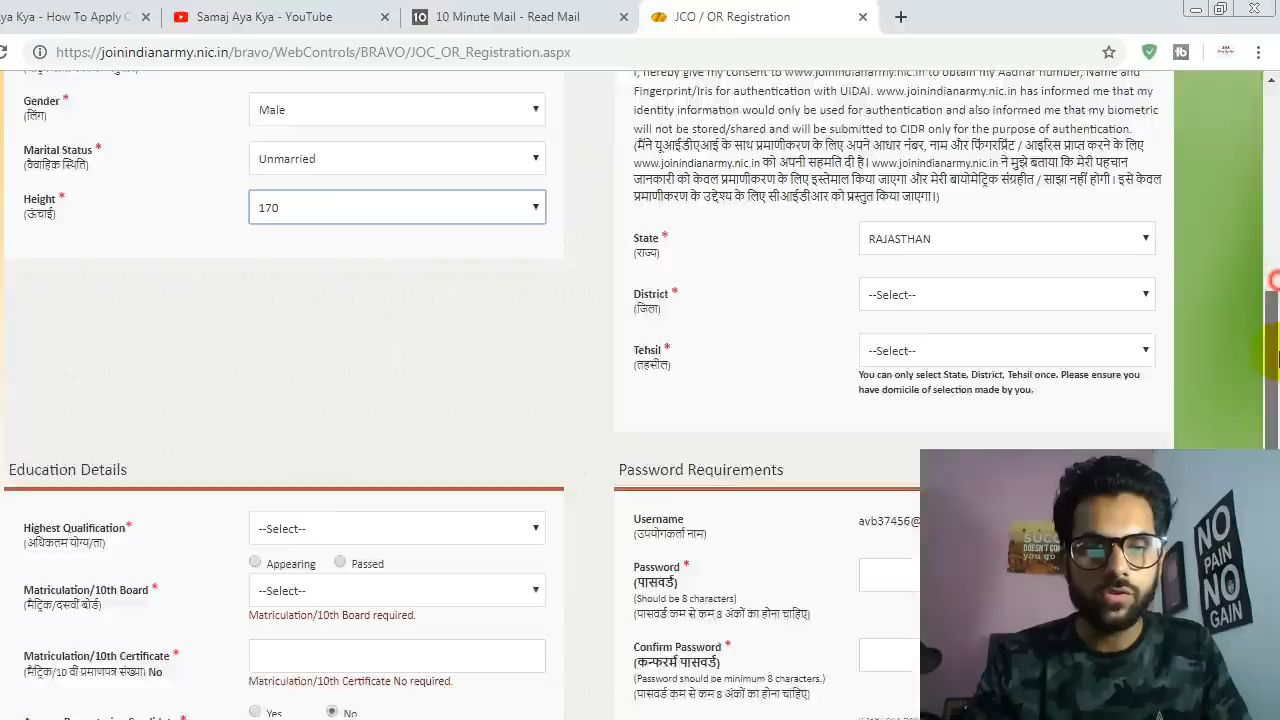 aya Kya - How To Apply C
Samaj Aya Kya - YouTube
10 Minute Mail - Read Mail
JCO / OR Registration
https://joinindianarmy.nic.in/bravo/WebControls/BRAVO/JOC_OR_Registration.aspx
Gender *
(लिंग)
Male
Marital Status *
(वैवाहिक स्थिति)
Unmarried
Height *
(ऊंचाई)
170
I, hereby give my consent to www.joinindianarmy.nic.in to obtain my Aadhar number, Name and
Fingerprint/Iris for authentication with UIDAI. www.joinindianarmy.nic.in has informed me that my
identity information would only be used for authentication and also informed me that my biometric
will not be stored/shared and will be submitted to CIDR only for the purpose of authentication.
(मैंने यूआईडीएआई के साथ प्रमाणीकरण के लिए अपने आधार नंबर, नाम और फिंगरप्रिंट / आइरिस प्राप्त करने के लिए
www.joinindianarmy.nic.in को अपनी सहमति दी है। www.joinindianarmy.nic.in ने मुझे बताया कि मेरी पहचान
जानकारी को केवल प्रमाणीकरण के लिए इस्तेमाल किया जाएगा और मेरी बायोमेट्रिक संग्रहीत / साझा नहीं होगी। इसे केवल
प्रमाणीकरण के उद्देश्य के लिए सीआईडीआर को प्रस्तुत किया जाएगा।)
State *
(राज्य)
RAJASTHAN
District *
(जिला)
--Select--
Tehsil *
(तहसील)
--Select--
You can only select State, District, Tehsil once. Please ensure you
have domicile of selection made by you.
Education Details
Highest Qualification*
(अधिकतम योग्य/ता)
--Select--
Appearing
Matriculation/10th Board *
(मैट्रिक/दसवीं बोर्ड)
--Select--
Matriculation/10th Board required.
Matriculation/10th Certificate *
(मैट्रिक/10 वीं प्रमाणपत्र संख्या) No
Matriculation/10th Certificate No required.
Yes No
Password Requirements
Username
(उपयोगकर्ता नाम)
avb37456@
Password *
(पासवर्ड)
(Should be 8 characters)
(पासवर्ड कम से कम 8 अंकों का होना चाहिए)
Confirm Password *
(कन्फरर्म पासवर्ड)
(Password should be minimum 8 characters.)
(पासवर्ड कम से कम 8 अंकों का होना चाहिए)
NO
PAIN
NO
GAIN